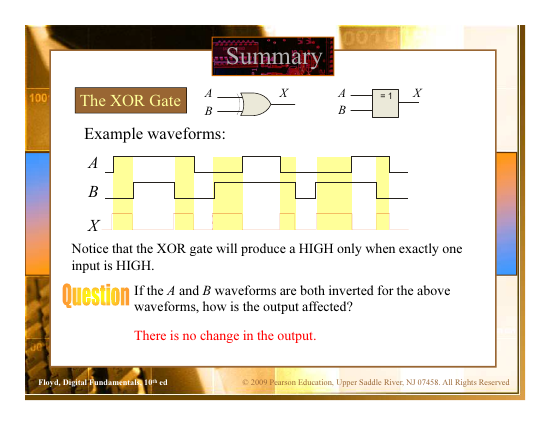 Summary
The XOR Gate
A
B
X
A
B
= 1
X
Example waveforms:
A
B
X
Notice that the XOR gate will produce a HIGH only when exactly one
input is HIGH.
Question
If the A and B waveforms are both inverted for the above
waveforms, how is the output affected?
There is no change in the output.
Floyd, Digital Fundamentals, 10th ed
© 2009 Pearson Education, Upper Saddle River, NJ 07458. All Rights Reserved